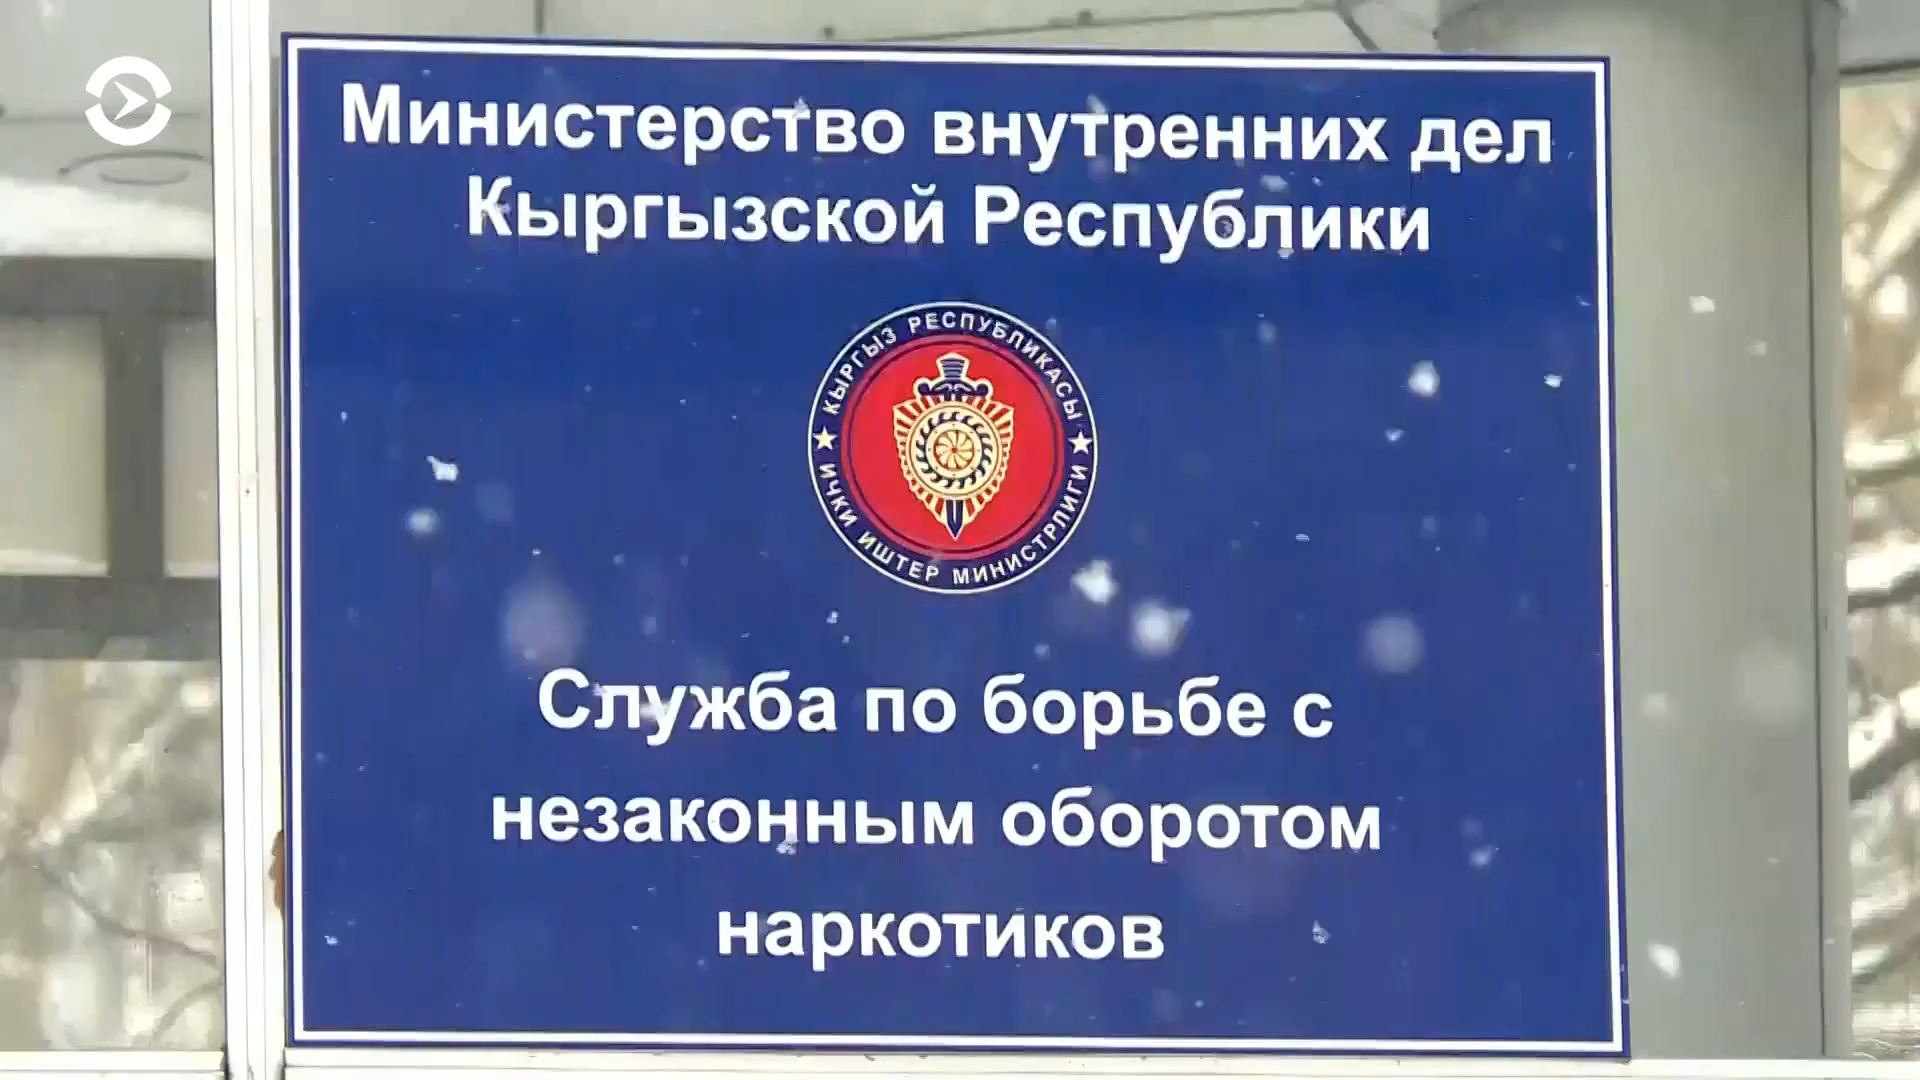 Министерство внутренних дел
Кыргызской Республики
КЫРГЫЗ РЕСПУБЛИКАСЫ
ИЧКИ ИШТЕР МИНИСТРЛИГИ
Служба по борьбе с
незаконным оборотом
наркотиков